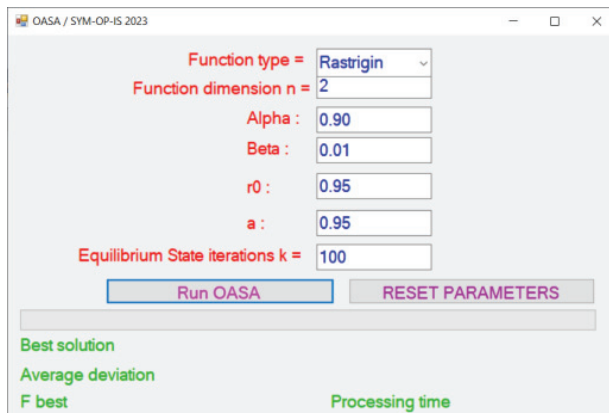 OASA / SYM-OP-IS 2023
Function type = Rastrigin
Function dimension n = 2
Alpha : 0.90
Beta : 0.01
r0 : 0.95
a : 0.95
Equilibrium State iterations k = 100
Run OASA RESET PARAMETERS
Best solution
Average deviation
F best Processing time